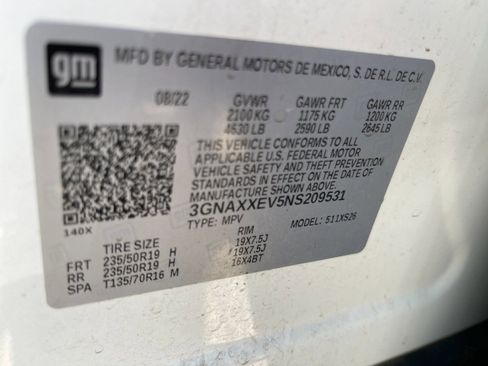 gm
MFD BY GENERAL MOTORS DE MEXICO, S. DE R.L. DE C.V.
08/22 GVWR GAWR FRT GAWR RR
2100 KG 1175 KG 1200 KG
4630 LB 2590 LB 2645 LB
THIS VEHICLE CONFORMS TO ALL
APPLICABLE U.S. FEDERAL MOTOR
VEHICLE SAFETY AND THEFT PREVENTION
STANDARDS IN EFFECT ON THE DATE OF
MANUFACTURE SHOWN ABOVE.
3GNAXXEV5NS209531
140X TYPE: MPV 511XS26
TIRE SIZE RIM
FRT 235/50R19 H 19X7.5J
RR 235/50R19 H 19X7.5J
SPA T135/70R16 M 16X4BT